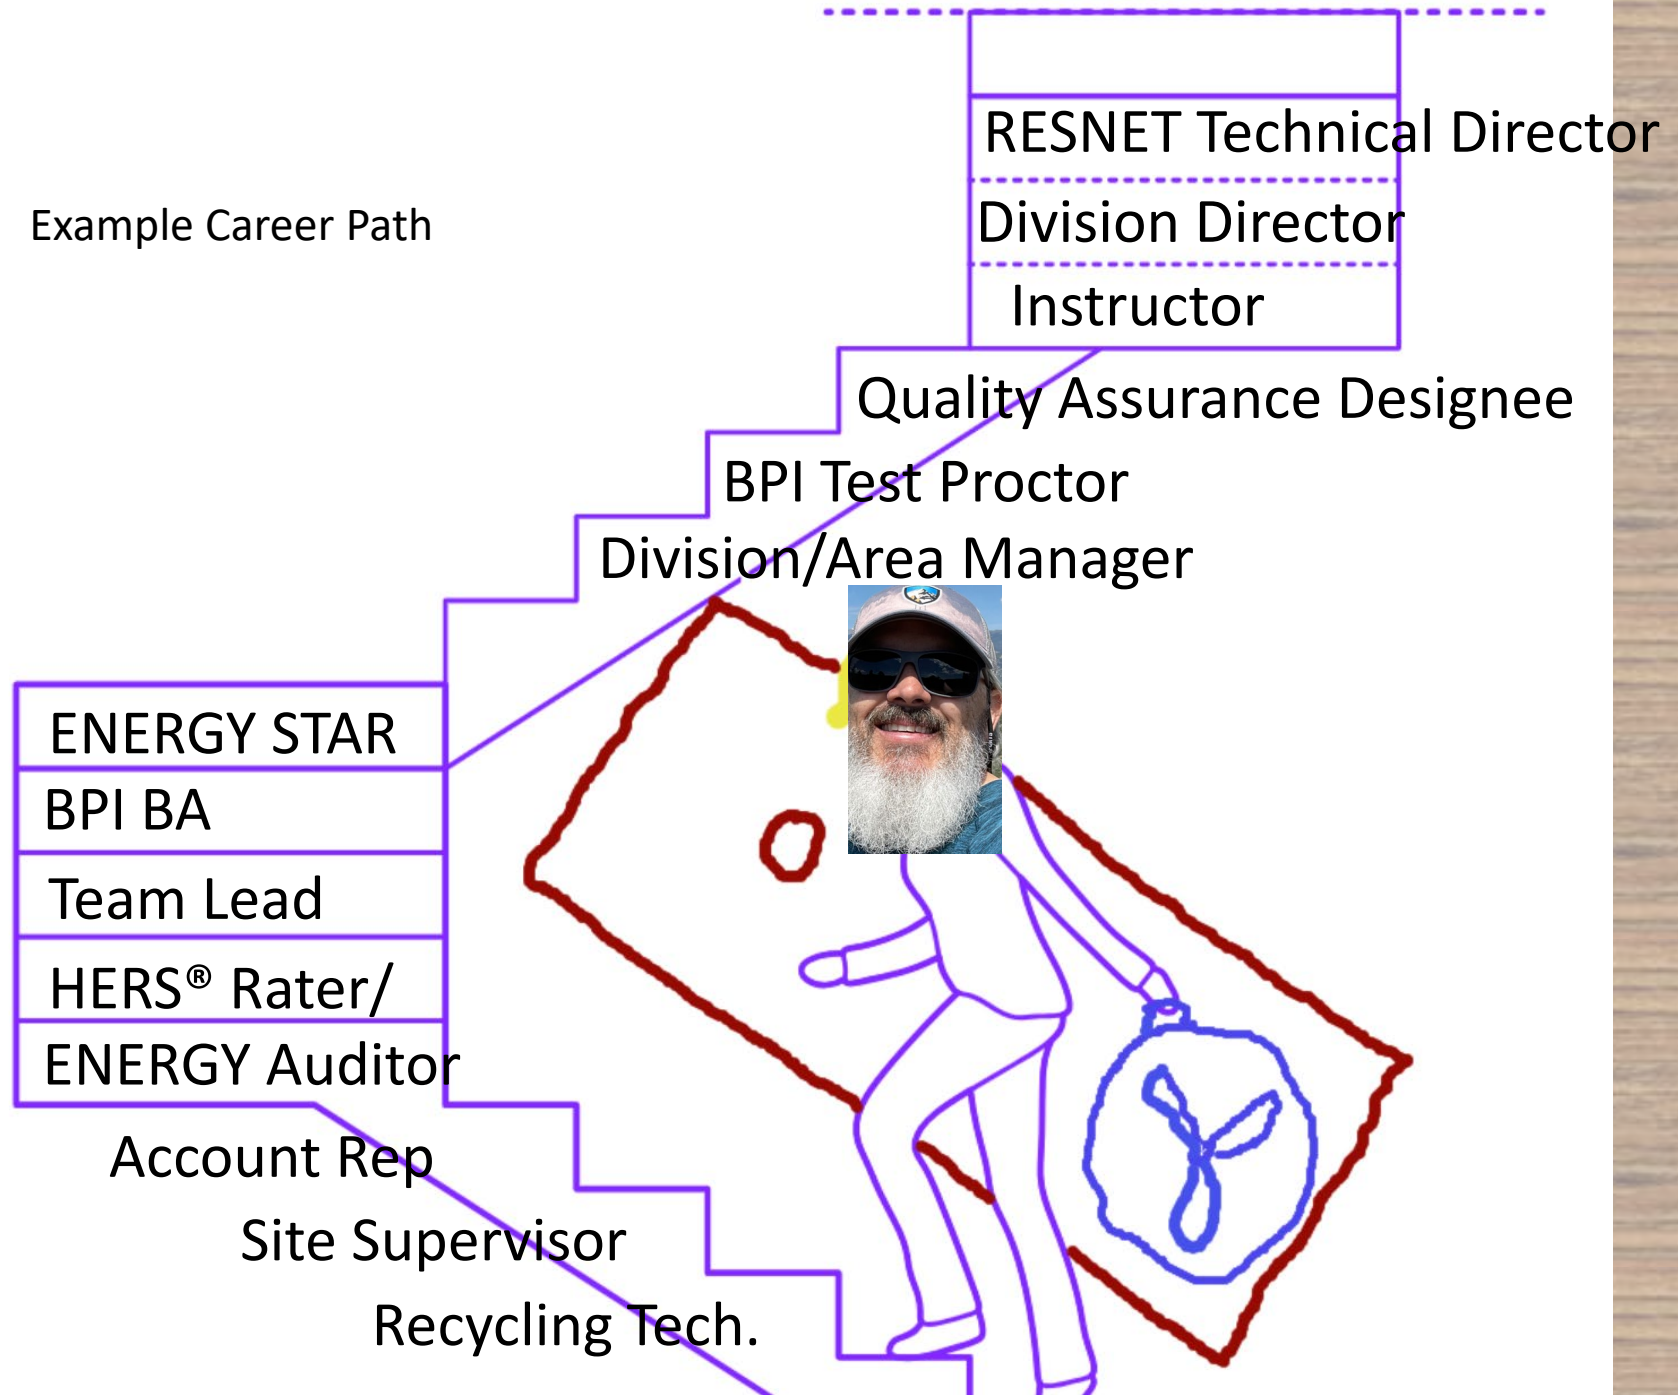 RESNET Technical Director
Example Career Path
Division Director
Instructor
Quality Assurance Designee
BPI Test Proctor
Division/Area Manager
ENERGY STAR
BPI BA
Team Lead
HERS® Rater/
ENERGY Auditor
Account Rep
Site Supervisor
Recycling Tech.